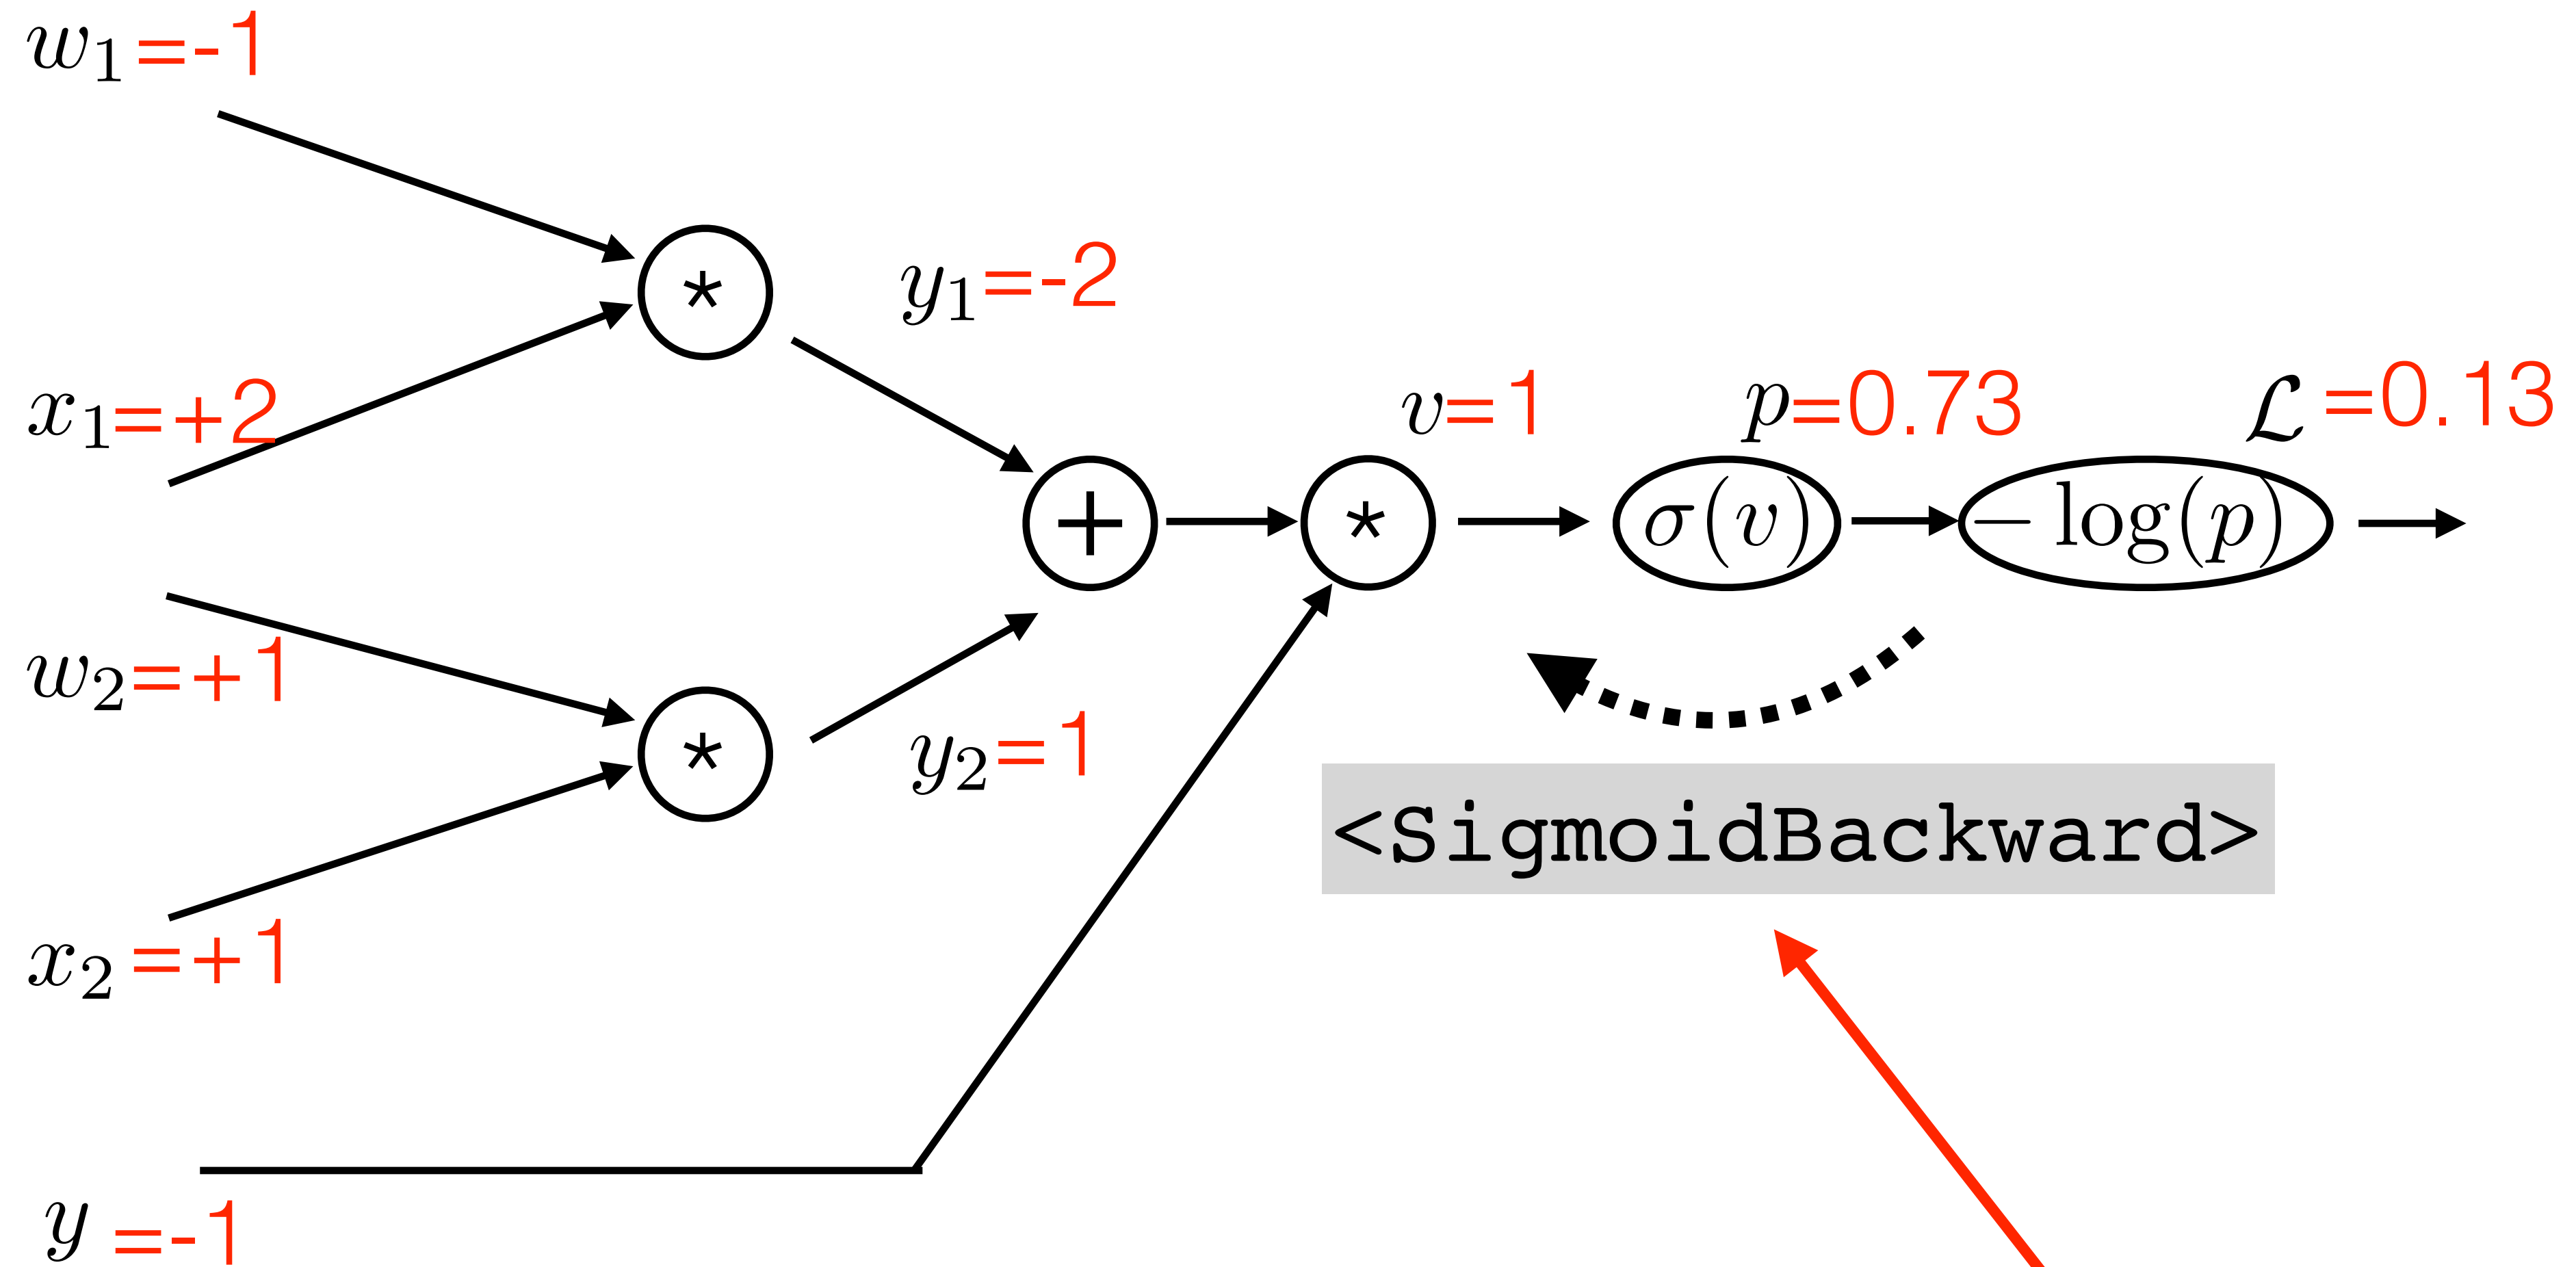 w₁=-1
x₁=+2
w₂=+1
x₂=+1
y=-1
*
*
y₁=-2
y₂=1
+
*
v=1
σ(v)
p=0.73
− log(p)
ℒ=0.13
<SigmoidBackward>